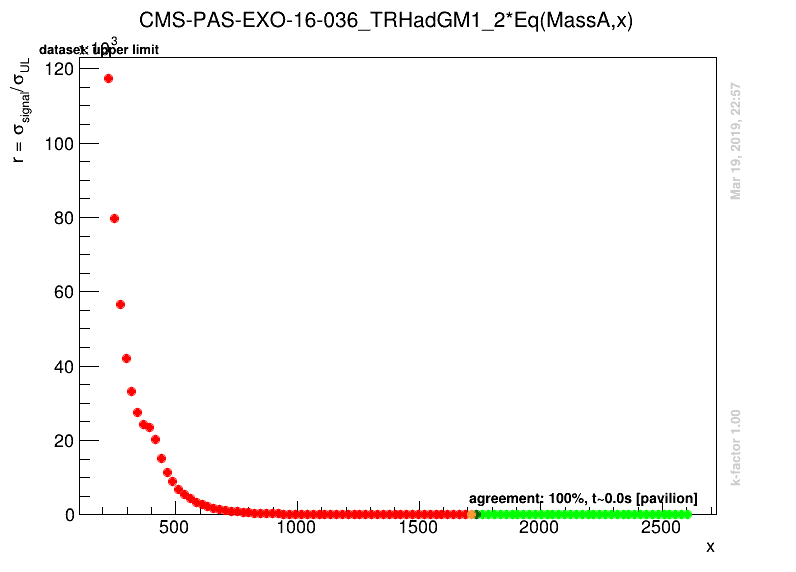 CMS-PAS-EXO-16-036_TRHadGM1_2*Eq(MassA,x)
×10³
dataset: upper limit
r = σsignal/σUL
120
100
80
60
40
20
0
500
1000
1500
2000
2500
x
agreement: 100%, t~0.0s [pavilion]
Mar 19, 2019, 22:57
k-factor 1.00